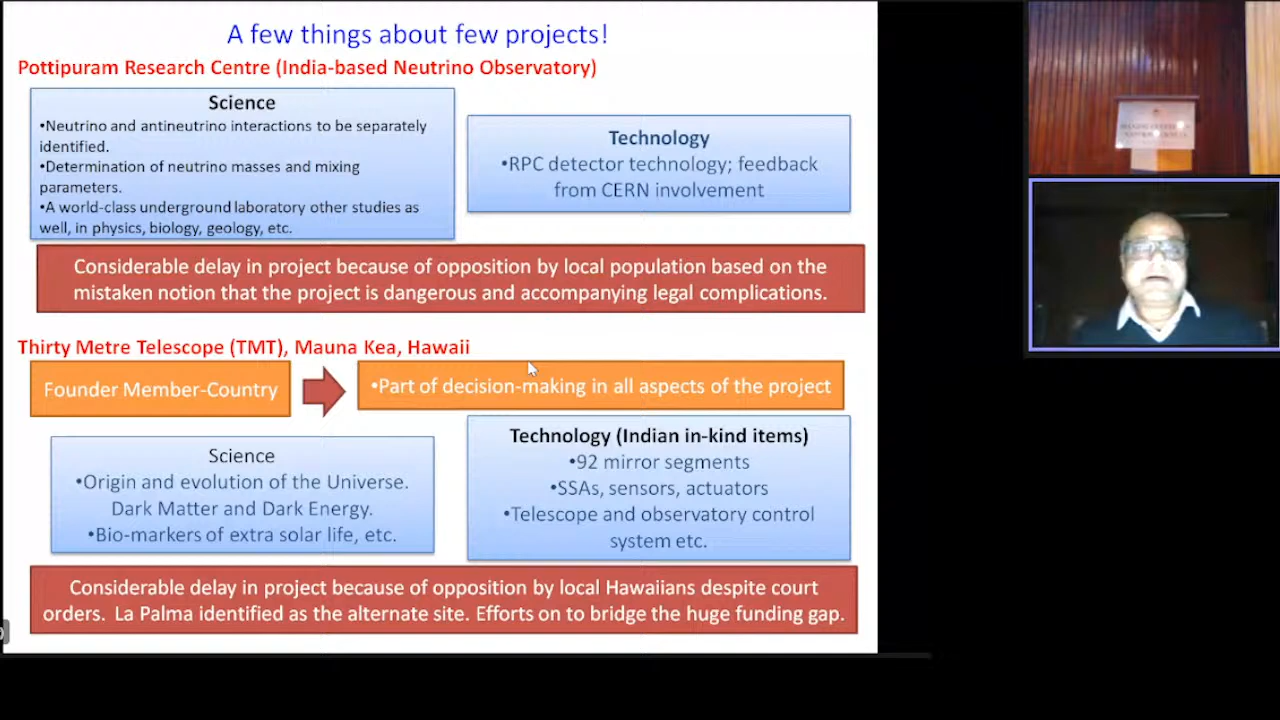 A few things about few projects!
Pottipuram Research Centre (India-based Neutrino Observatory)
Science
•Neutrino and antineutrino interactions to be separately
identified.
•Determination of neutrino masses and mixing
parameters.
•A world-class underground laboratory other studies as
well, in physics, biology, geology, etc.
Technology
•RPC detector technology; feedback
from CERN involvement
Considerable delay in project because of opposition by local population based on the
mistaken notion that the project is dangerous and accompanying legal complications.
Thirty Metre Telescope (TMT), Mauna Kea, Hawaii
Founder Member-Country
•Part of decision-making in all aspects of the project
Science
•Origin and evolution of the Universe.
Dark Matter and Dark Energy.
•Bio-markers of extra solar life, etc.
Technology (Indian in-kind items)
•92 mirror segments
•SSAs, sensors, actuators
•Telescope and observatory control
system etc.
Considerable delay in project because of opposition by local Hawaiians despite court
orders. La Palma identified as the alternate site. Efforts on to bridge the huge funding gap.